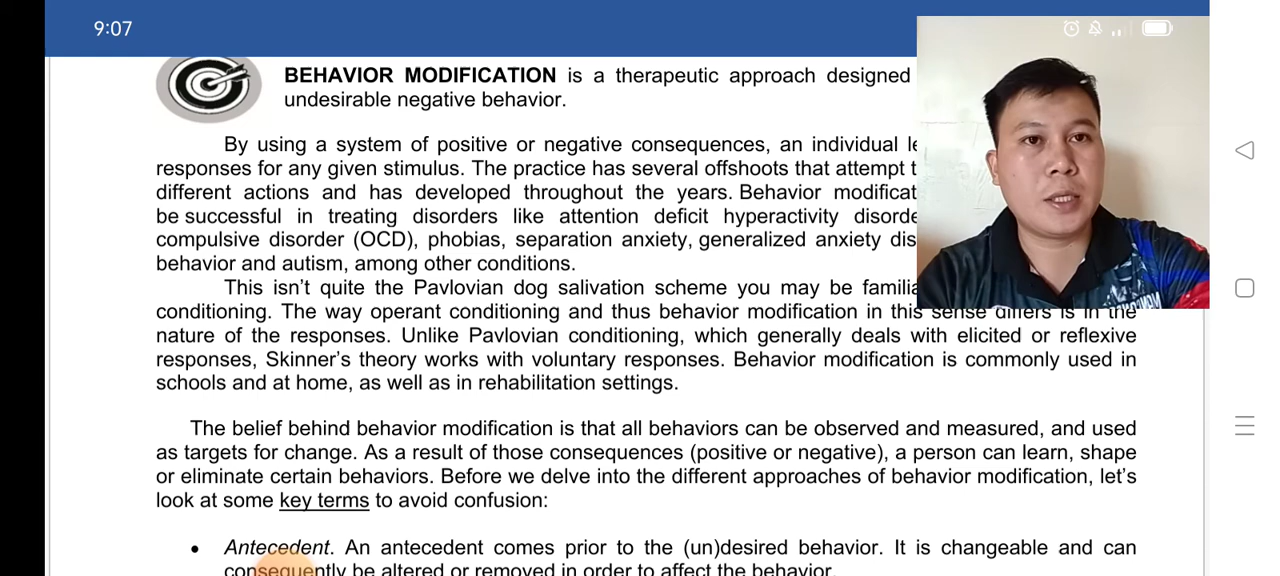 9:07
BEHAVIOR MODIFICATION is a therapeutic approach designed
undesirable negative behavior.
By using a system of positive or negative consequences, an individual
responses for any given stimulus. The practice has several offshoots that attempt
different actions and has developed throughout the years. Behavior
be successful in treating disorders like attention deficit hyperactivity
compulsive disorder (OCD), phobias, separation anxiety, generalized anxiety
behavior and autism, among other conditions.
This isn't quite the Pavlovian dog salivation scheme you may be
conditioning. The way operant conditioning and thus behavior modification in this sense differs is in the
nature of the responses. Unlike Pavlovian conditioning, which generally deals with elicited or reflexive
responses, Skinner's theory works with voluntary responses. Behavior modification is commonly used in
schools and at home, as well as in rehabilitation settings.
The belief behind behavior modification is that all behaviors can be observed and measured, and used
as targets for change. As a result of those consequences (positive or negative), a person can learn, shape
or eliminate certain behaviors. Before we delve into the different approaches of behavior modification, let's
look at some key terms to avoid confusion:
• Antecedent. An antecedent comes prior to the (un)desired behavior. It is changeable and can
consequently be altered or removed in order to affect the behavior.